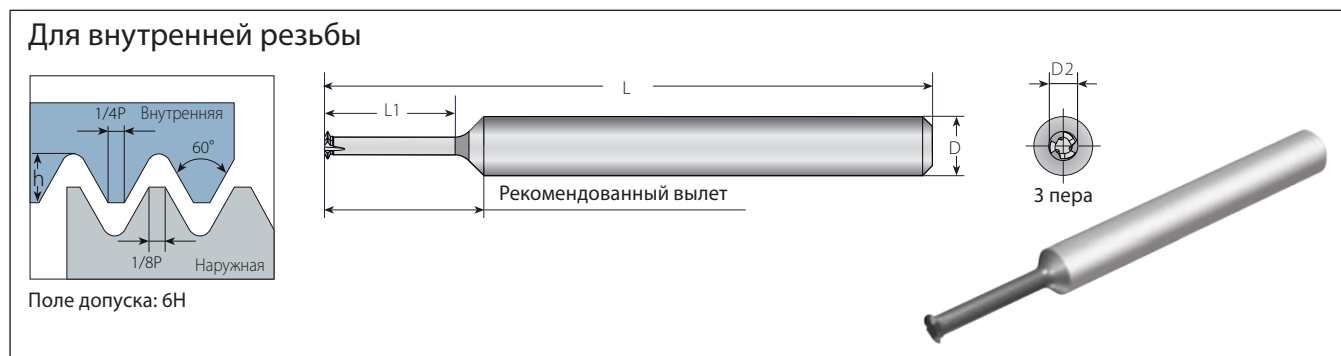 Для внутренней резьбы
1/4P
Внутренняя
60°
h
1/8P
Наружная
Поле допуска: 6H
L
L1
D
Рекомендованный вылет
D2
3 пера